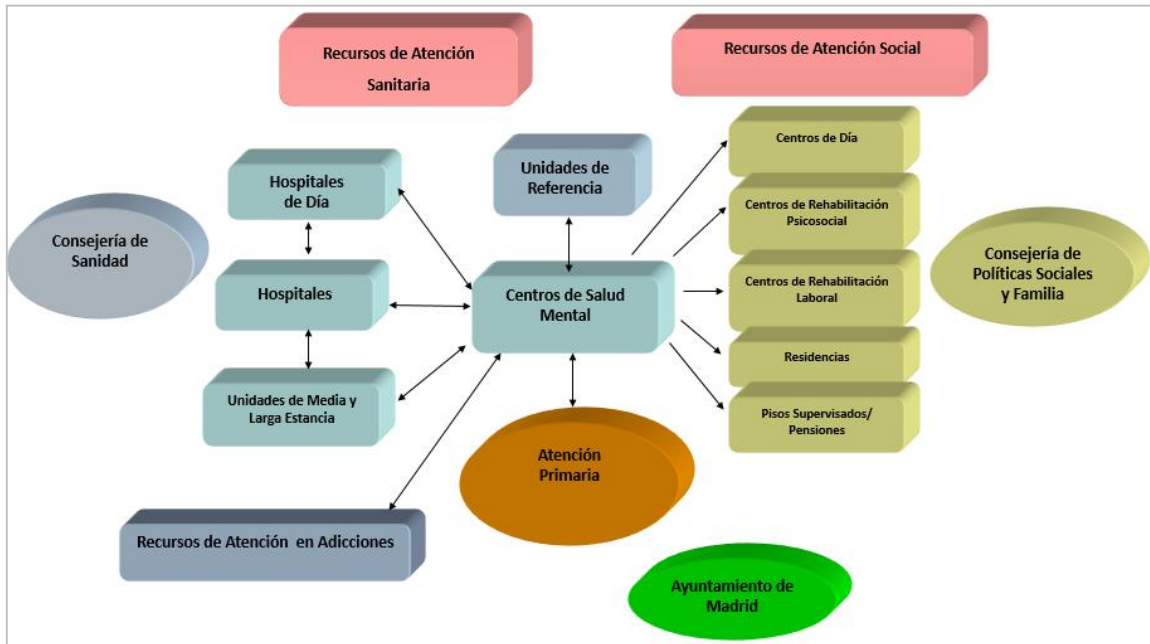 Recursos de Atención
Sanitaria
Recursos de Atención Social
Centros de Día
Unidades de
Referencia
Hospitales
de Día
Centros de Rehabilitación
Psicosocial
Consejería de
Sanidad
Consejería de
Políticas Sociales
y Familia
Hospitales
Centros de Salud
Mental
Centros de Rehabilitación
Laboral
Residencias
Unidades de Media y
Larga Estancia
Pisos Supervisados/
Pensiones
Atención
Primaria
Recursos de Atención en Adicciones
Ayuntamiento de
Madrid